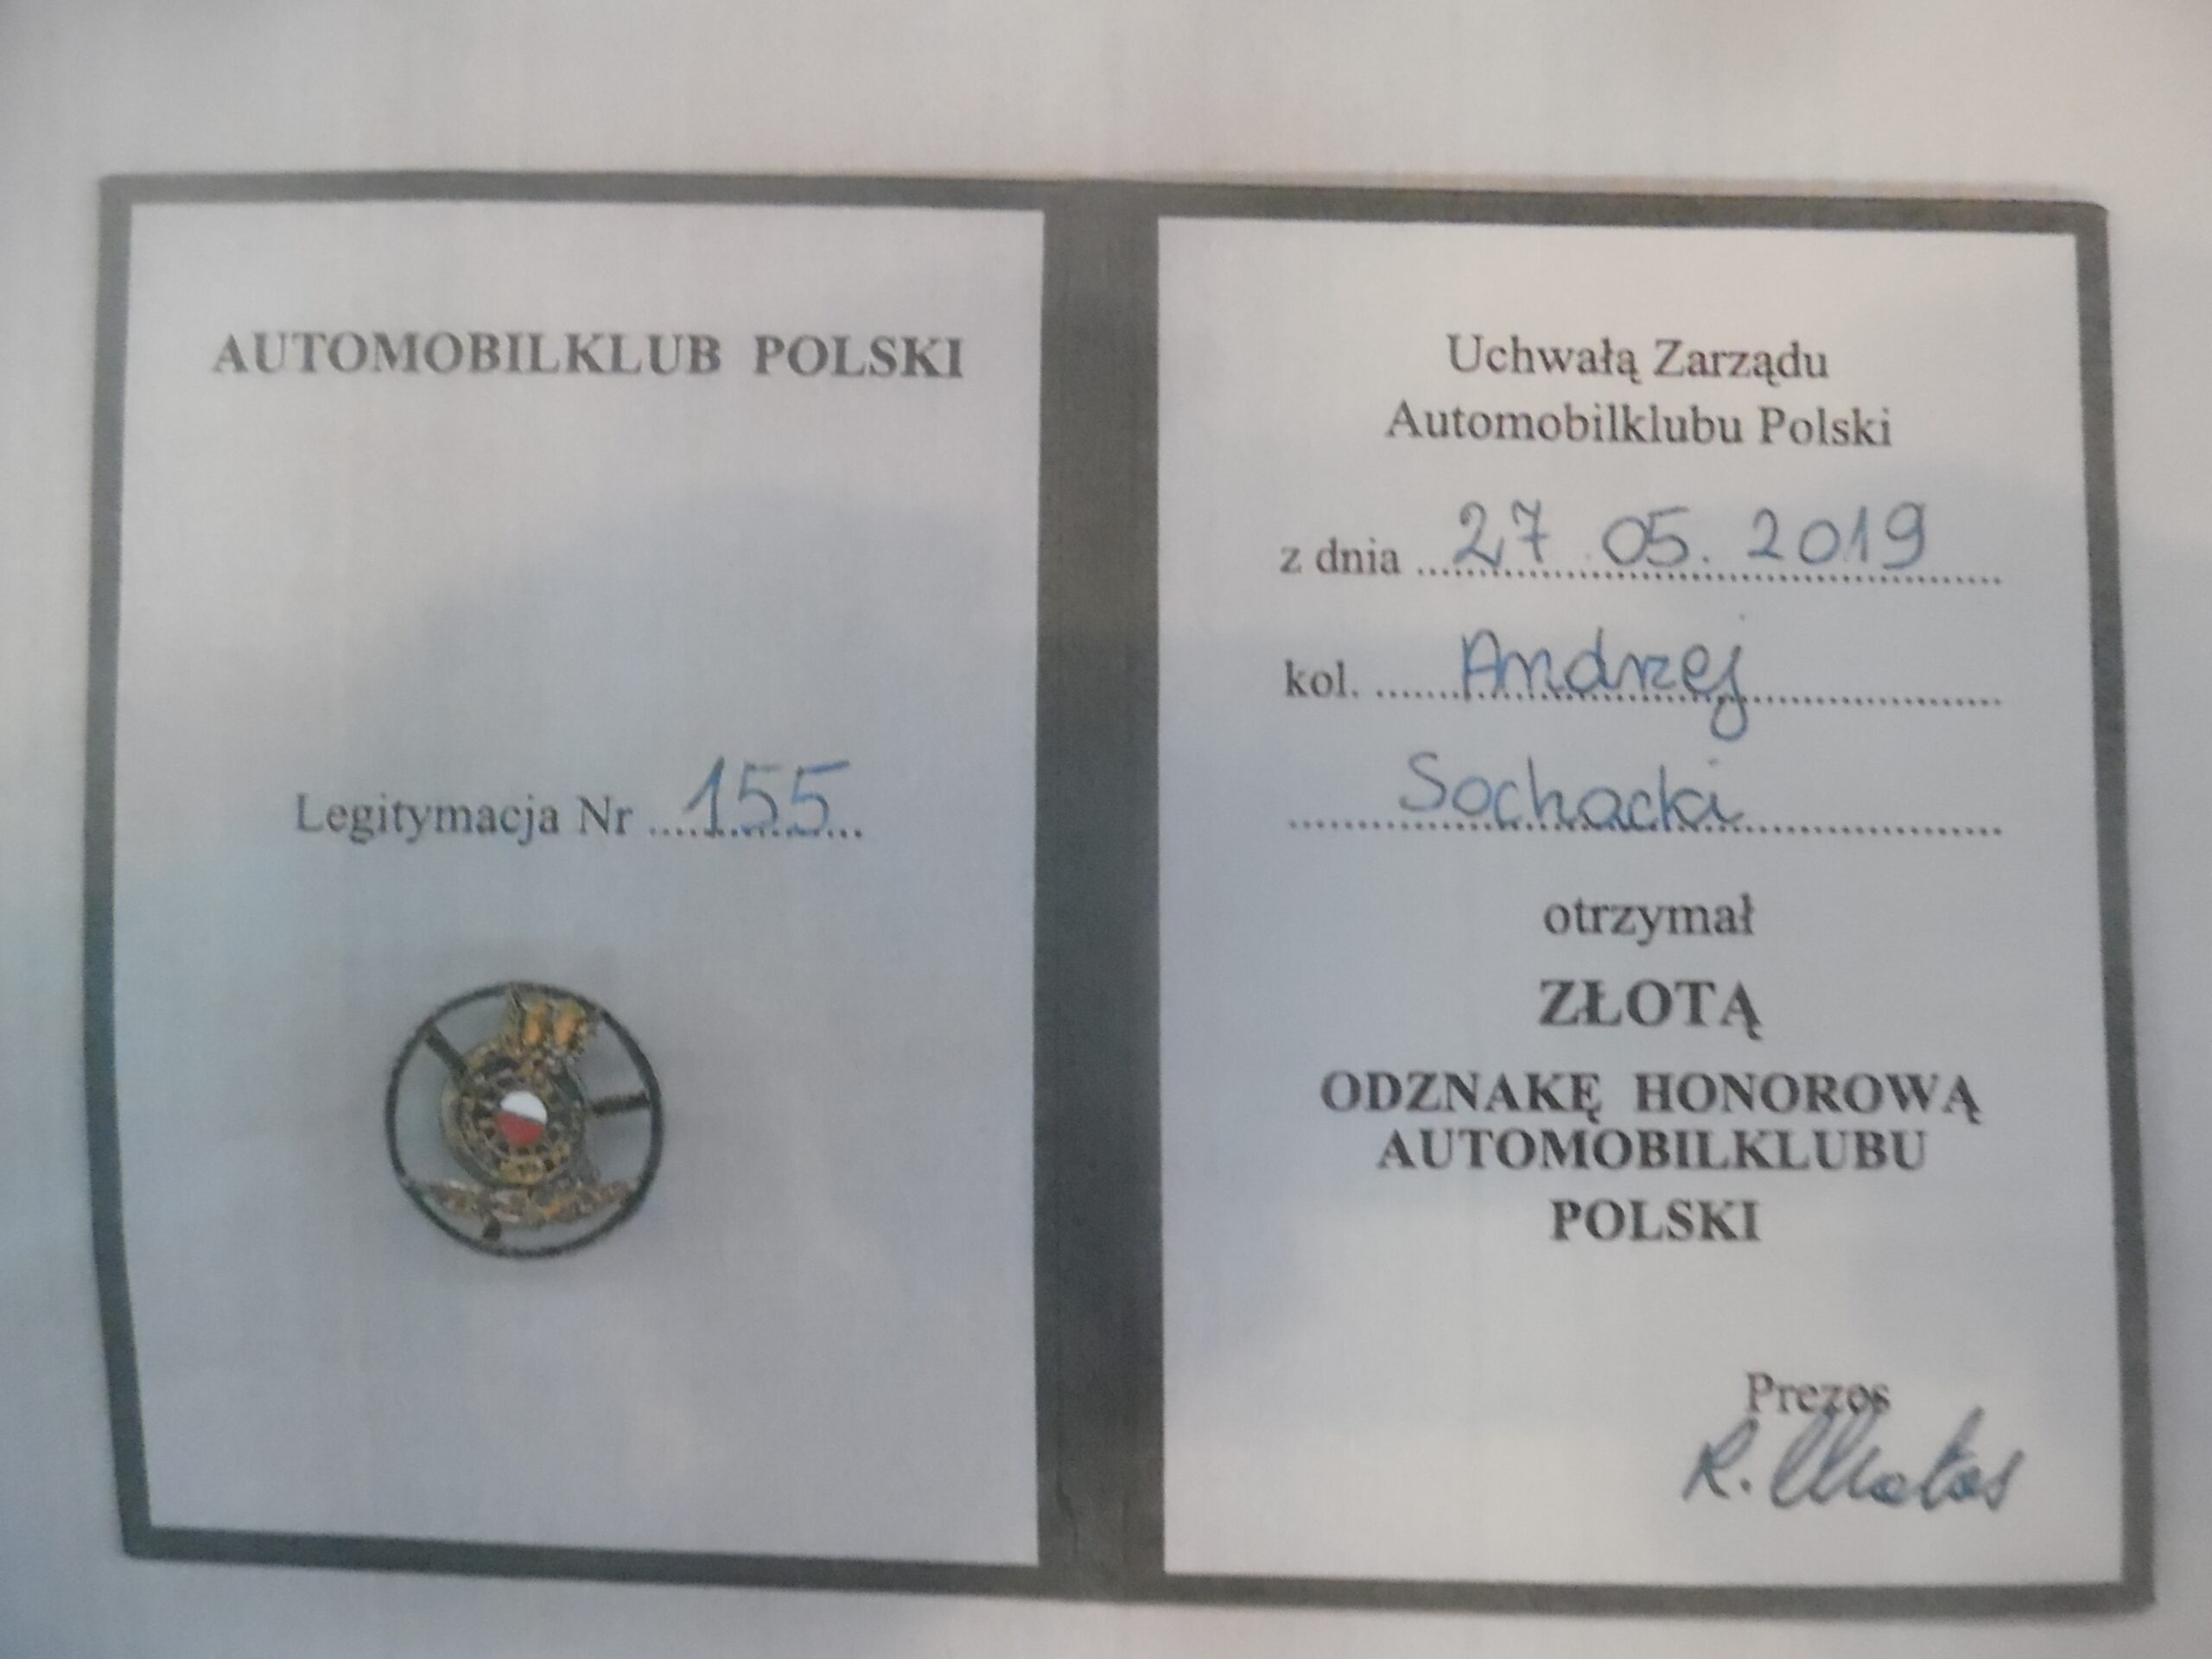 AUTOMOBILKLUB POLSKI
Legitymacja Nr 155
Uchwałą Zarządu
Automobilklubu Polski
z dnia 27.05.2019
kol. Andrzej
Sochacki
otrzymał
ZŁOTĄ
ODZNAKĘ HONOROWĄ
AUTOMOBILKLUBU
POLSKI
Prezes
R.